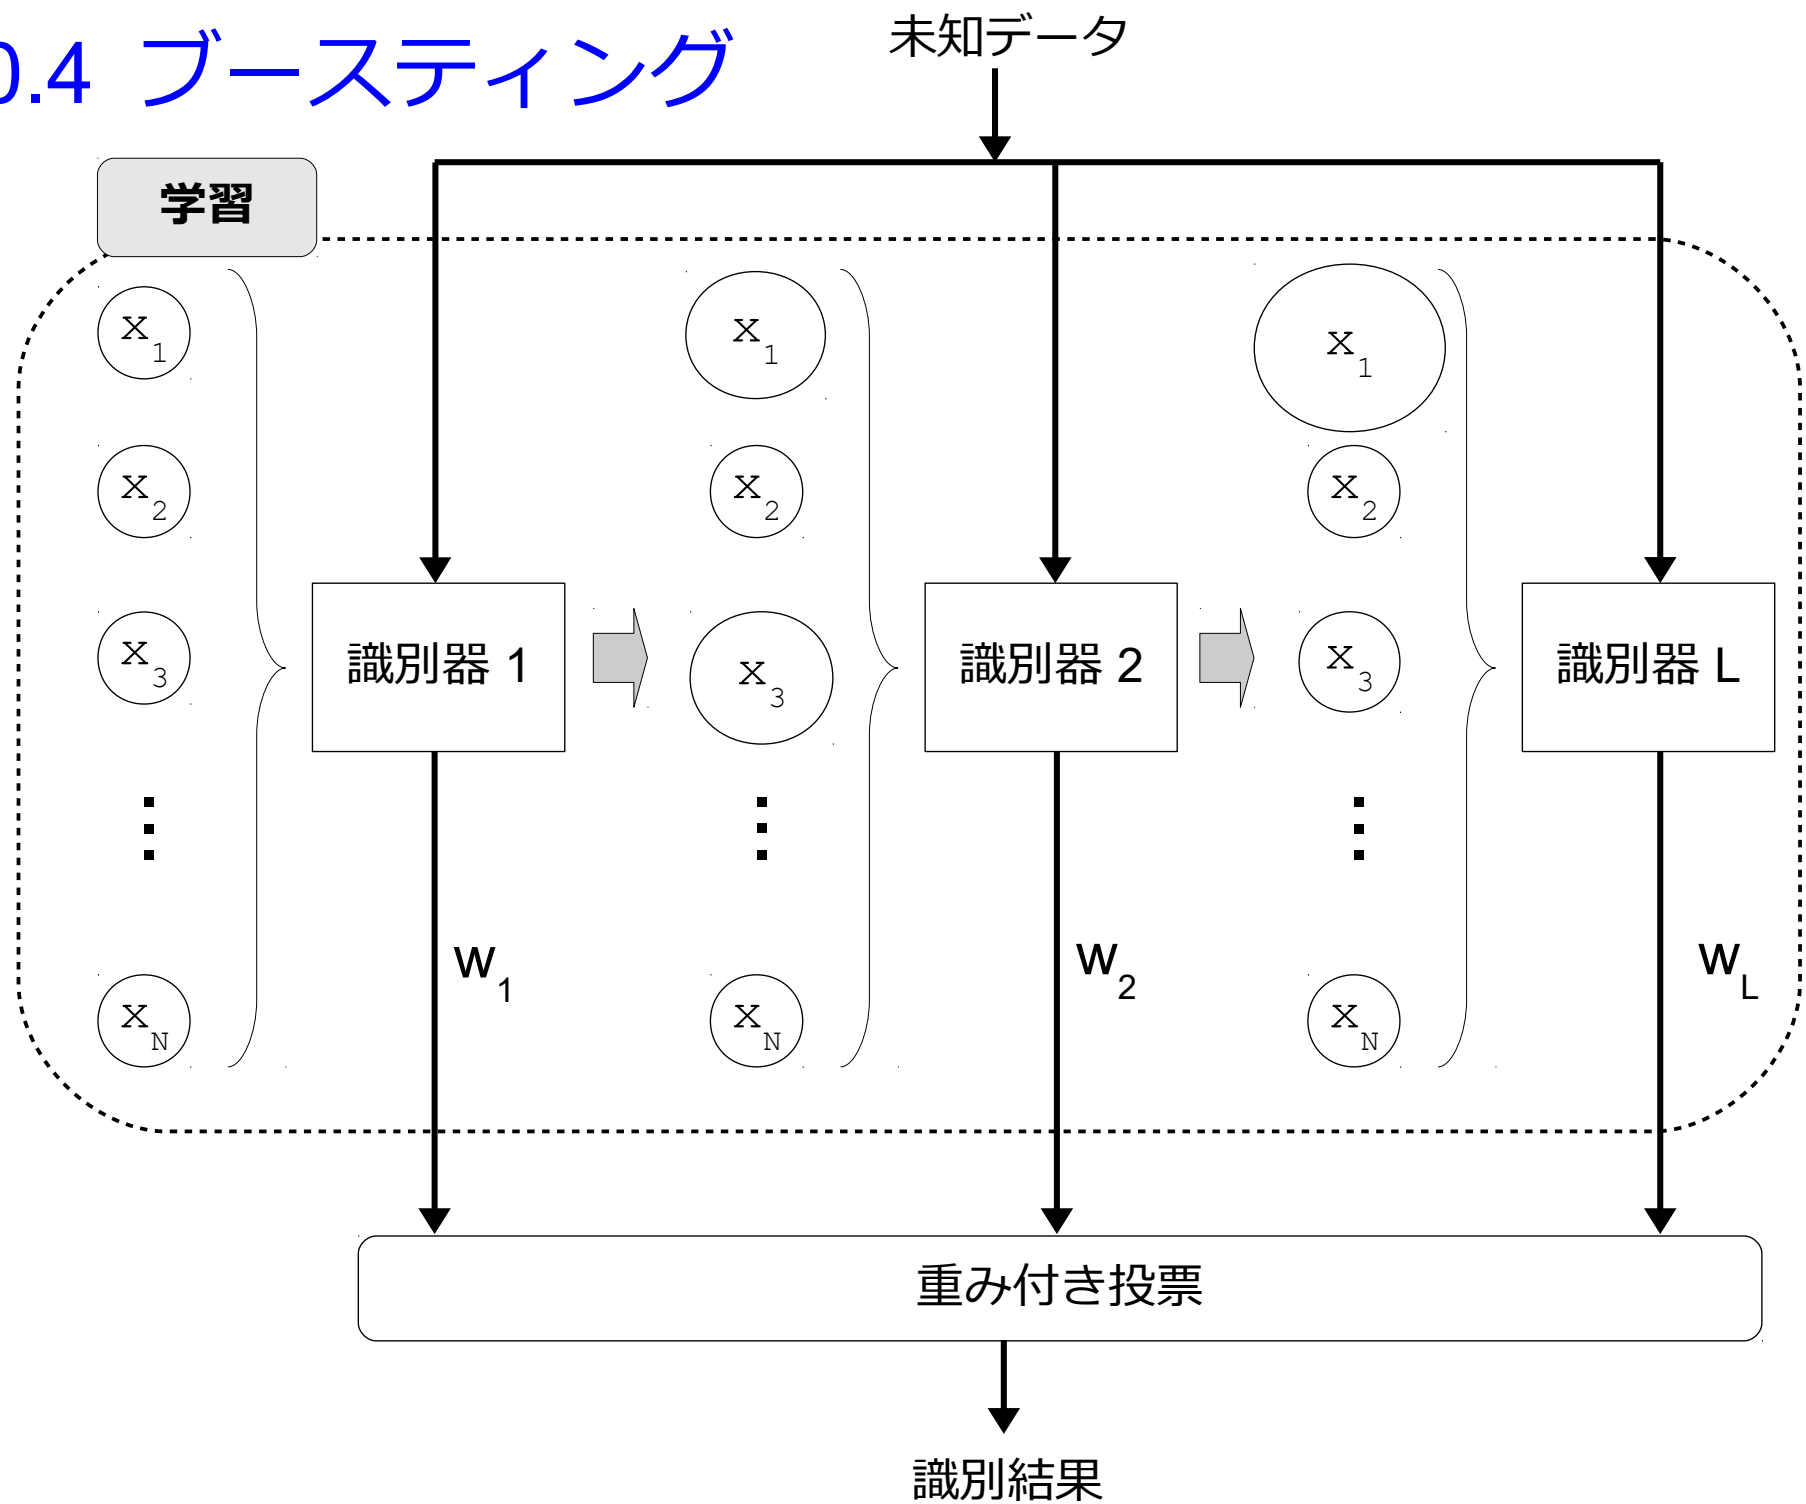 0.4 ブースティング
未知データ
学習
x1
x2
x3
⋮
xN
識別器 1
x1
x2
x3
⋮
xN
識別器 2
x1
x2
x3
⋮
xN
識別器 L
w1
w2
wL
重み付き投票
識別結果